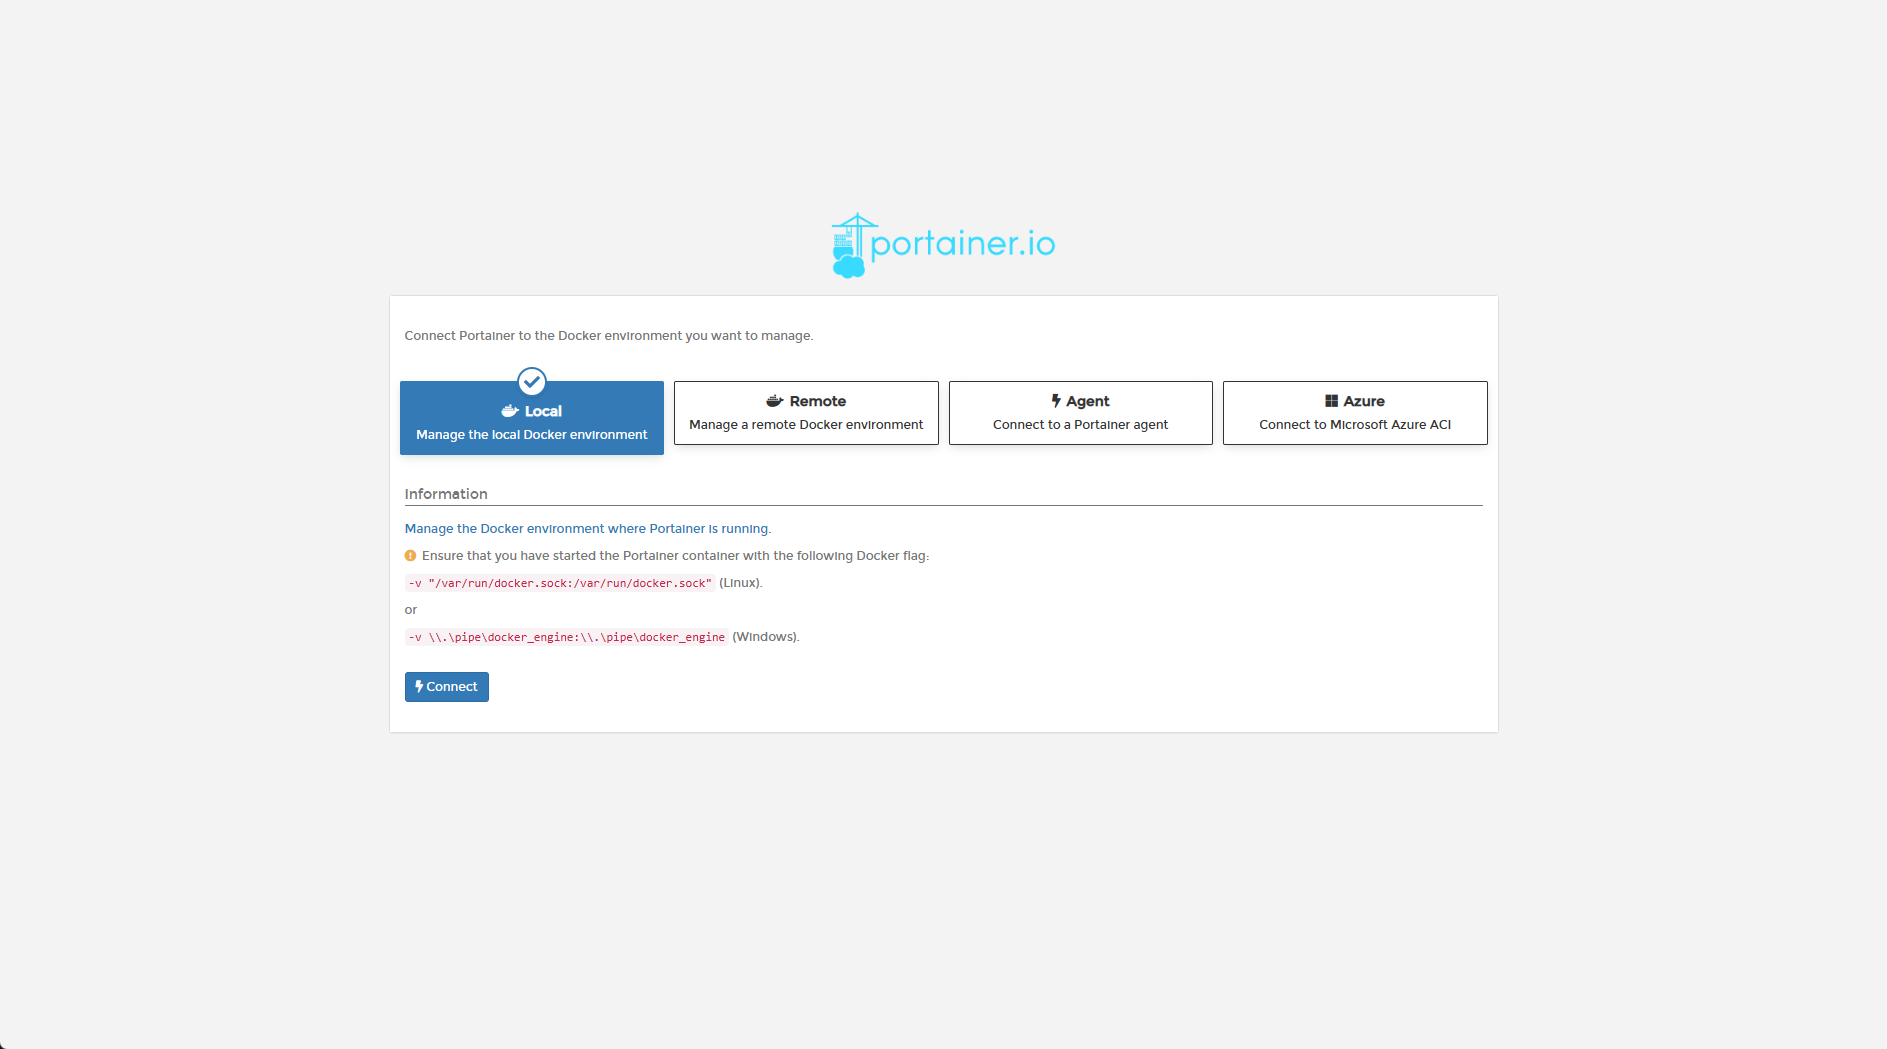 portainer.io
Connect Portainer to the Docker environment you want to manage.
Local
Manage the local Docker environment
Remote
Manage a remote Docker environment
Agent
Connect to a Portainer agent
Azure
Connect to Microsoft Azure ACI
Information
Manage the Docker environment where Portainer is running.
Ensure that you have started the Portainer container with the following Docker flag:
-v "/var/run/docker.sock:/var/run/docker.sock" (Linux).
or
-v \\.\pipe\docker_engine:\\.\pipe\docker_engine (Windows).
Connect